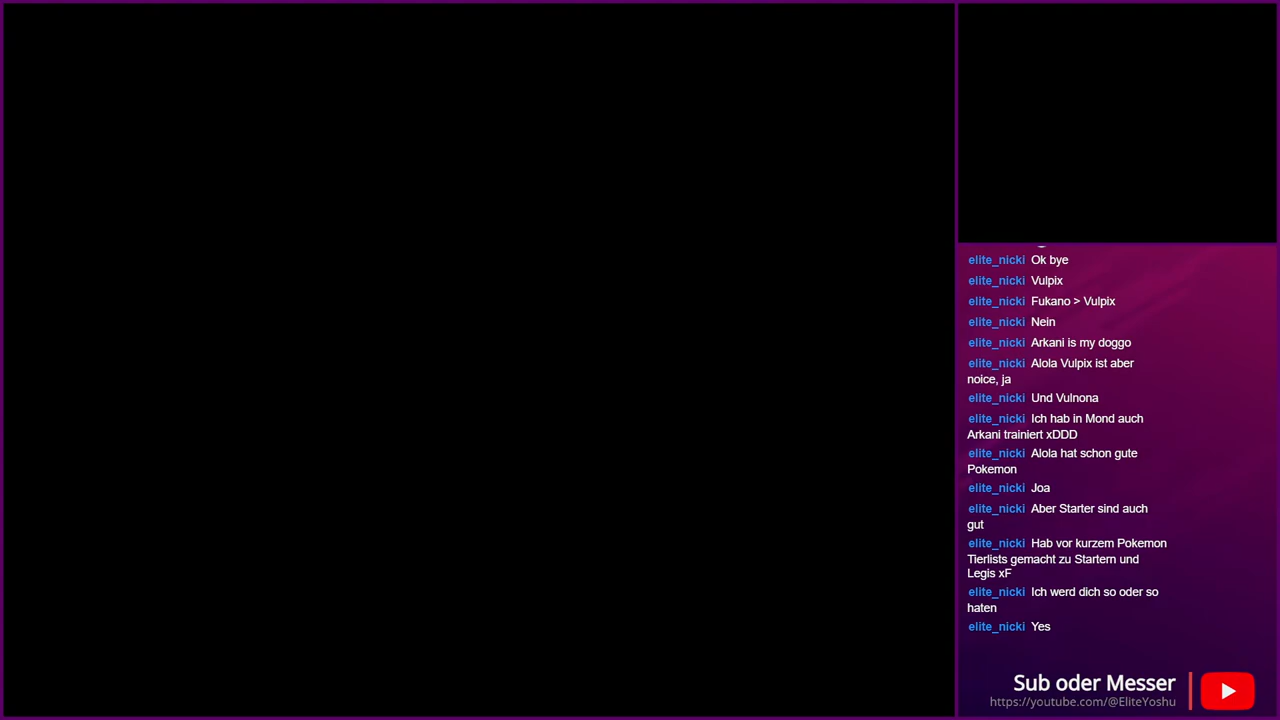 elite_nicki Ok bye
elite_nicki Vulpix
elite_nicki Fukano > Vulpix
elite_nicki Nein
elite_nicki Arkani is my doggo
elite_nicki Alola Vulpix ist aber
noice, ja
elite_nicki Und Vulnona
elite_nicki Ich hab in Mond auch
Arkani trainiert xDDD
elite_nicki Alola hat schon gute
Pokemon
elite_nicki Joa
elite_nicki Aber Starter sind auch
gut
elite_nicki Hab vor kurzem Pokemon
Tierlists gemacht zu Startern und
Legis xF
elite_nicki Ich werd dich so oder so
haten
elite_nicki Yes
Sub oder Messer
https://youtube.com/@EliteYoshu